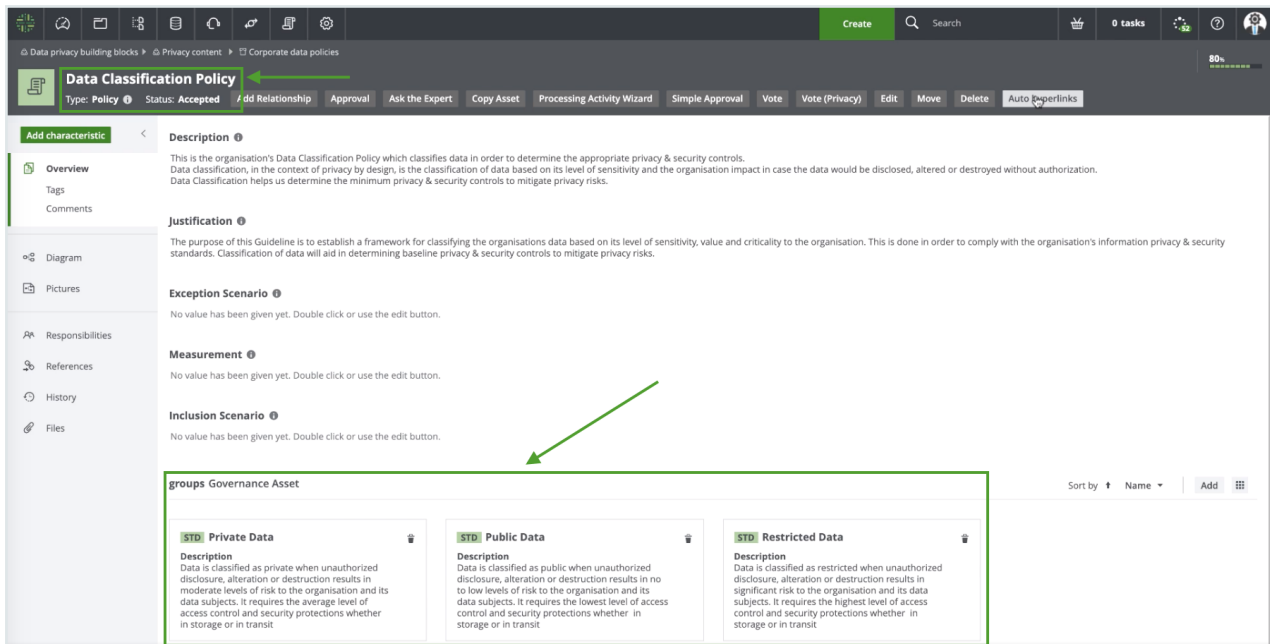 Create
Search
0 tasks
52
Data privacy building blocks
Privacy content
Corporate data policies
80%
Data Classification Policy
Type: Policy Status: Accepted
Add Relationship
Approval
Ask the Expert
Copy Asset
Processing Activity Wizard
Simple Approval
Vote
Vote (Privacy)
Edit
Move
Delete
Auto Hyperlinks
Add characteristic
Overview
Tags
Comments
Diagram
Pictures
Responsibilities
References
History
Files
Description
This is the organisation's Data Classification Policy which classifies data in order to determine the appropriate privacy & security controls.
Data classification, in the context of privacy by design, is the classification of data based on its level of sensitivity and the organisation impact in case the data would be disclosed, altered or destroyed without authorization.
Data Classification helps us determine the minimum privacy & security controls to mitigate privacy risks.
Justification
The purpose of this Guideline is to establish a framework for classifying the organisations data based on its level of sensitivity, value and criticality to the organisation. This is done in order to comply with the organisation's information privacy & security
standards. Classification of data will aid in determining baseline privacy & security controls to mitigate privacy risks.
Exception Scenario
No value has been given yet. Double click or use the edit button.
Measurement
No value has been given yet. Double click or use the edit button.
Inclusion Scenario
No value has been given yet. Double click or use the edit button.
groups Governance Asset
Sort by
Name
Add
STD Private Data
Description
Data is classified as private when unauthorized
disclosure, alteration or destruction results in
moderate levels of risk to the organisation and its
data subjects. It requires the average level of
access control and security protections whether
in storage or in transit
STD Public Data
Description
Data is classified as public when unauthorized
disclosure, alteration or destruction results in no
to low levels of risk to the organisation and its
data subjects. It requires the lowest level of access
control and security protections whether in
storage or in transit
STD Restricted Data
Description
Data is classified as restricted when unauthorized
disclosure, alteration or destruction results in
significant risk to the organisation and its data
subjects. It requires the highest level of access
control and security protections whether in
storage or in transit